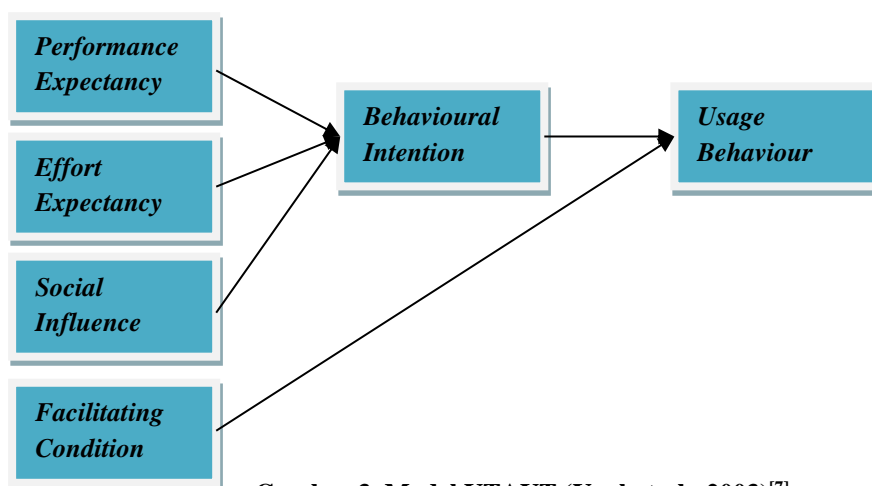 Performance
Expectancy
Effort
Expectancy
Social
Influence
Facilitating
Condition
Behavioural
Intention
Usage
Behaviour